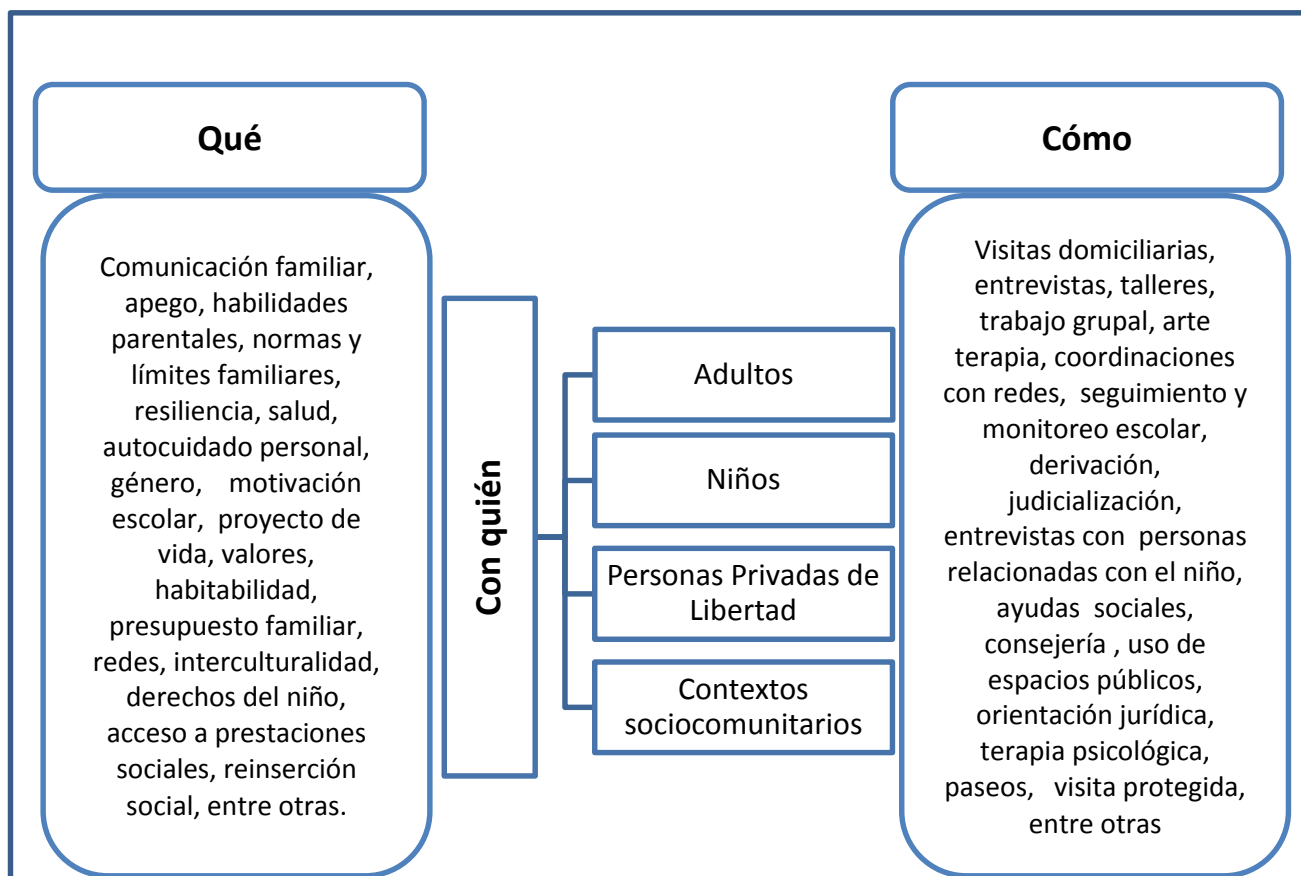 Qué
Comunicación familiar,
apego, habilidades
parentales, normas y
límites familiares,
resiliencia, salud,
autocuidado personal,
género, motivación
escolar, proyecto de
vida, valores,
habitabilidad,
presupuesto familiar,
redes, interculturalidad,
derechos del niño,
acceso a prestaciones
sociales, reinserción
social, entre otras.
Con quién
Adultos
Niños
Personas Privadas de
Libertad
Contextos
sociocomunitarios
Cómo
Visitas domiciliarias,
entrevistas, talleres,
trabajo grupal, arte
terapia, coordinaciones
con redes, seguimiento y
monitoreo escolar,
derivación,
judicialización,
entrevistas con personas
relacionadas con el niño,
ayudas sociales,
consejería , uso de
espacios públicos,
orientación jurídica,
terapia psicológica,
paseos, visita protegida,
entre otras